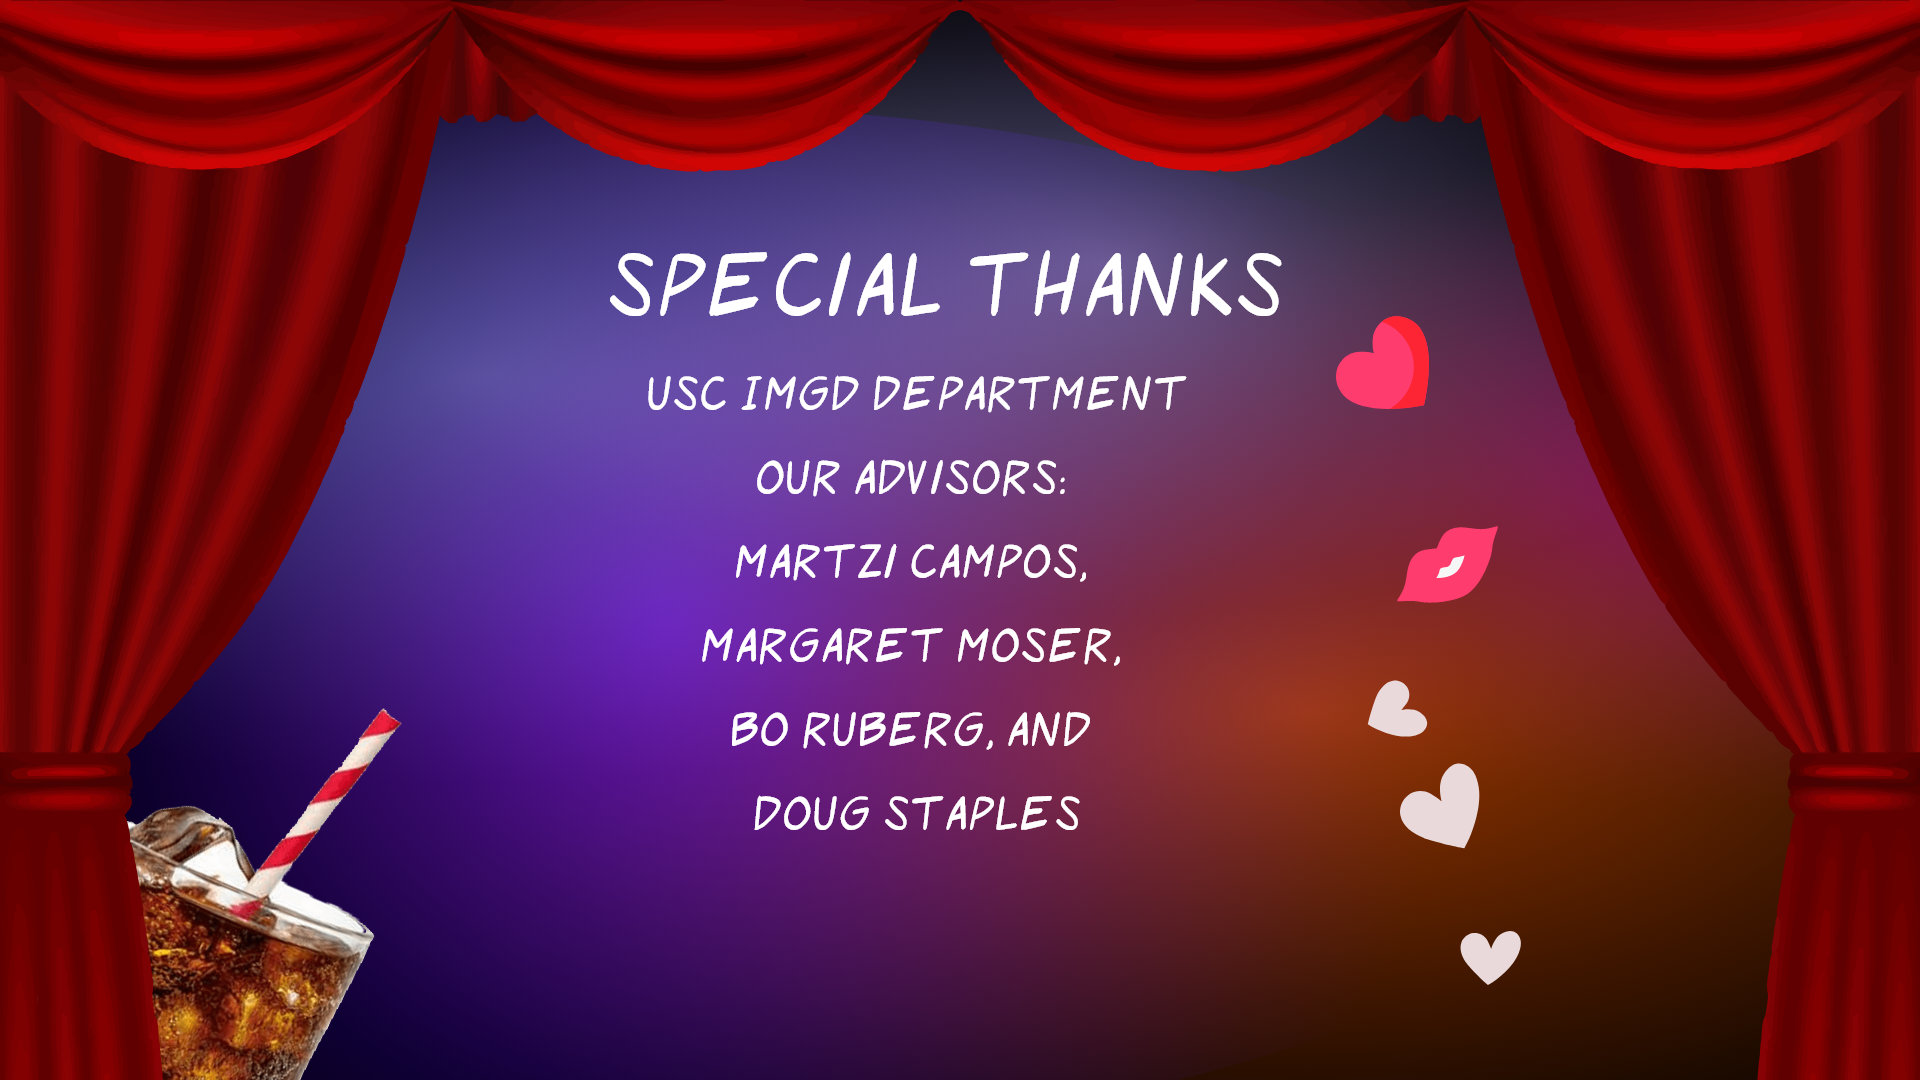 SPECIAL THANKS
USC IMGD DEPARTMENT
OUR ADVISORS:
MARTZI CAMPOS,
MARGARET MOSER,
BO RUBERG, AND
DOUG STAPLES